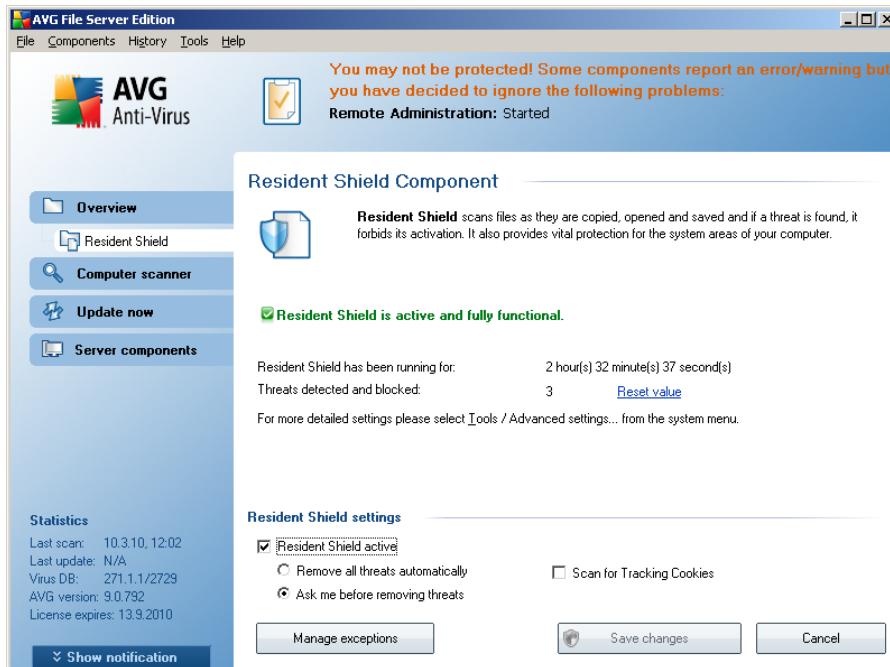 AVG File Server Edition
File Components History Tools Help
AVG
Anti-Virus
You may not be protected! Some components report an error/warning but
you have decided to ignore the following problems:
Remote Administration: Started
Overview
Resident Shield
Computer scanner
Update now
Server components
Resident Shield Component
Resident Shield scans files as they are copied, opened and saved and if a threat is found, it
forbids its activation. It also provides vital protection for the system areas of your computer.
Resident Shield is active and fully functional.
Resident Shield has been running for: 2 hour(s) 32 minute(s) 37 second(s)
Threats detected and blocked: 3 Reset value
For more detailed settings please select Tools / Advanced settings... from the system menu.
Statistics
Last scan: 10.3.10, 12:02
Last update: N/A
Virus DB: 271.1.1/2729
AVG version: 9.0.792
License expires: 13.9.2010
Show notification
Resident Shield settings
Resident Shield active
Remove all threats automatically
Ask me before removing threats
Scan for Tracking Cookies
Manage exceptions
Save changes
Cancel